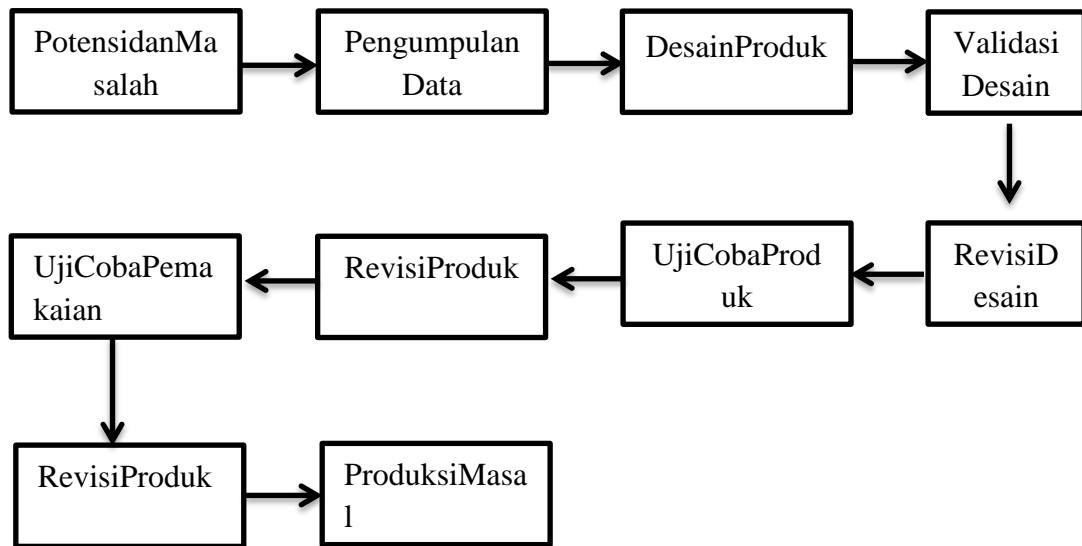 PotensidanMa
salah
Pengumpulan
Data
DesainProduk
Validasi
Desain
RevisiD
esain
UjiCobaProd
uk
RevisiProduk
UjiCobaPema
kaian
RevisiProduk
ProduksiMasa
l